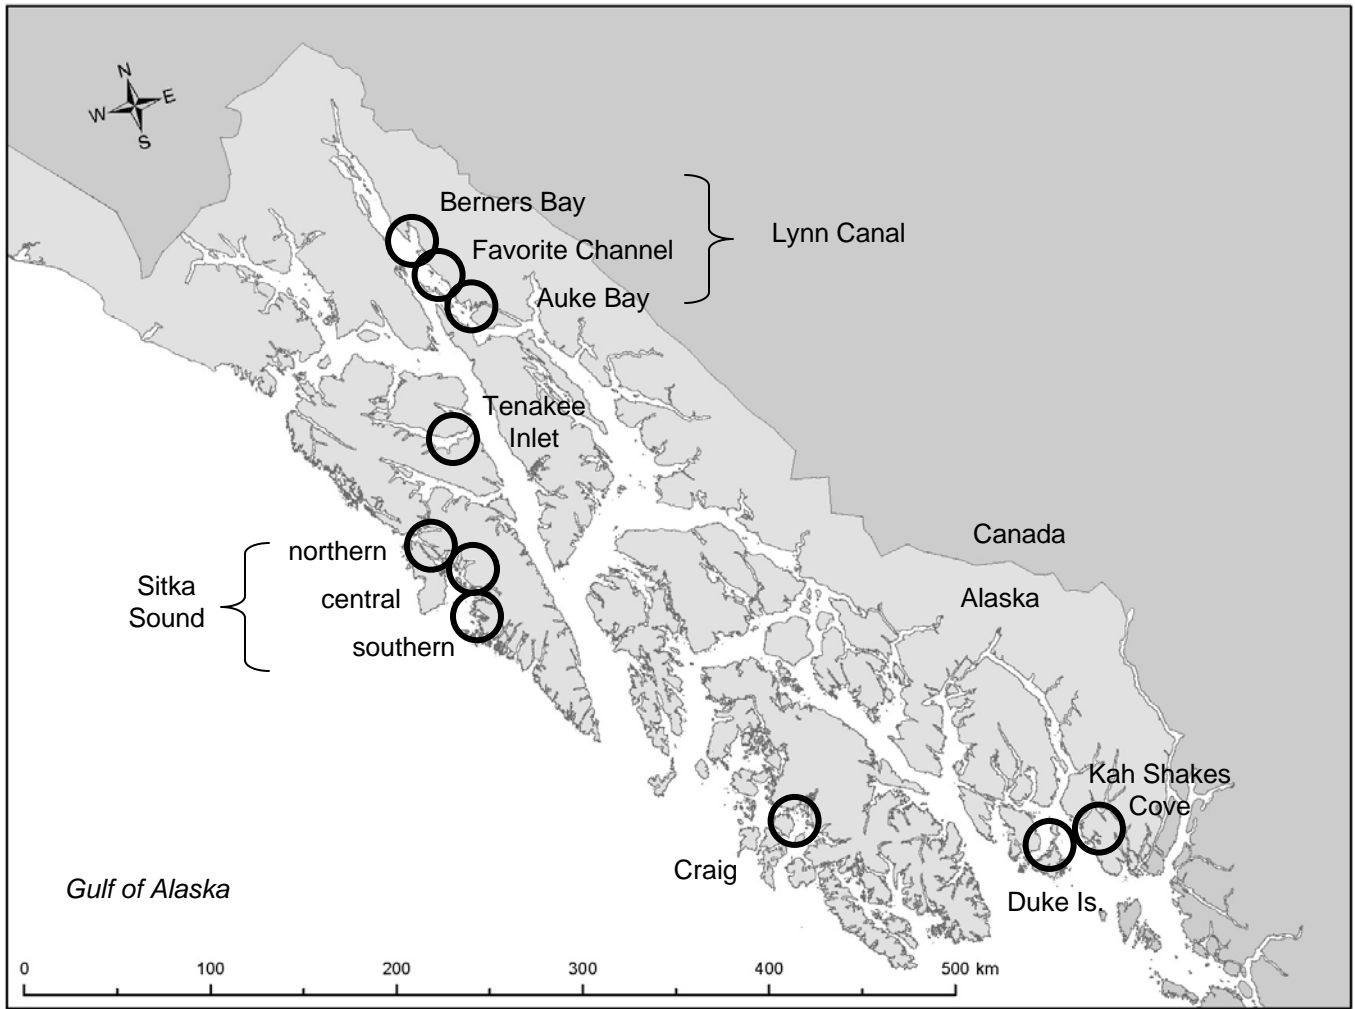 N
W
E
S
Berners Bay
Favorite Channel
Lynn Canal
Auke Bay
Tenakee
Inlet
Canada
northern
Sitka
Sound
central
Alaska
southern
Kah Shakes
Cove
Craig
Gulf of Alaska
Duke Is.
0
100
200
300
400
500 km